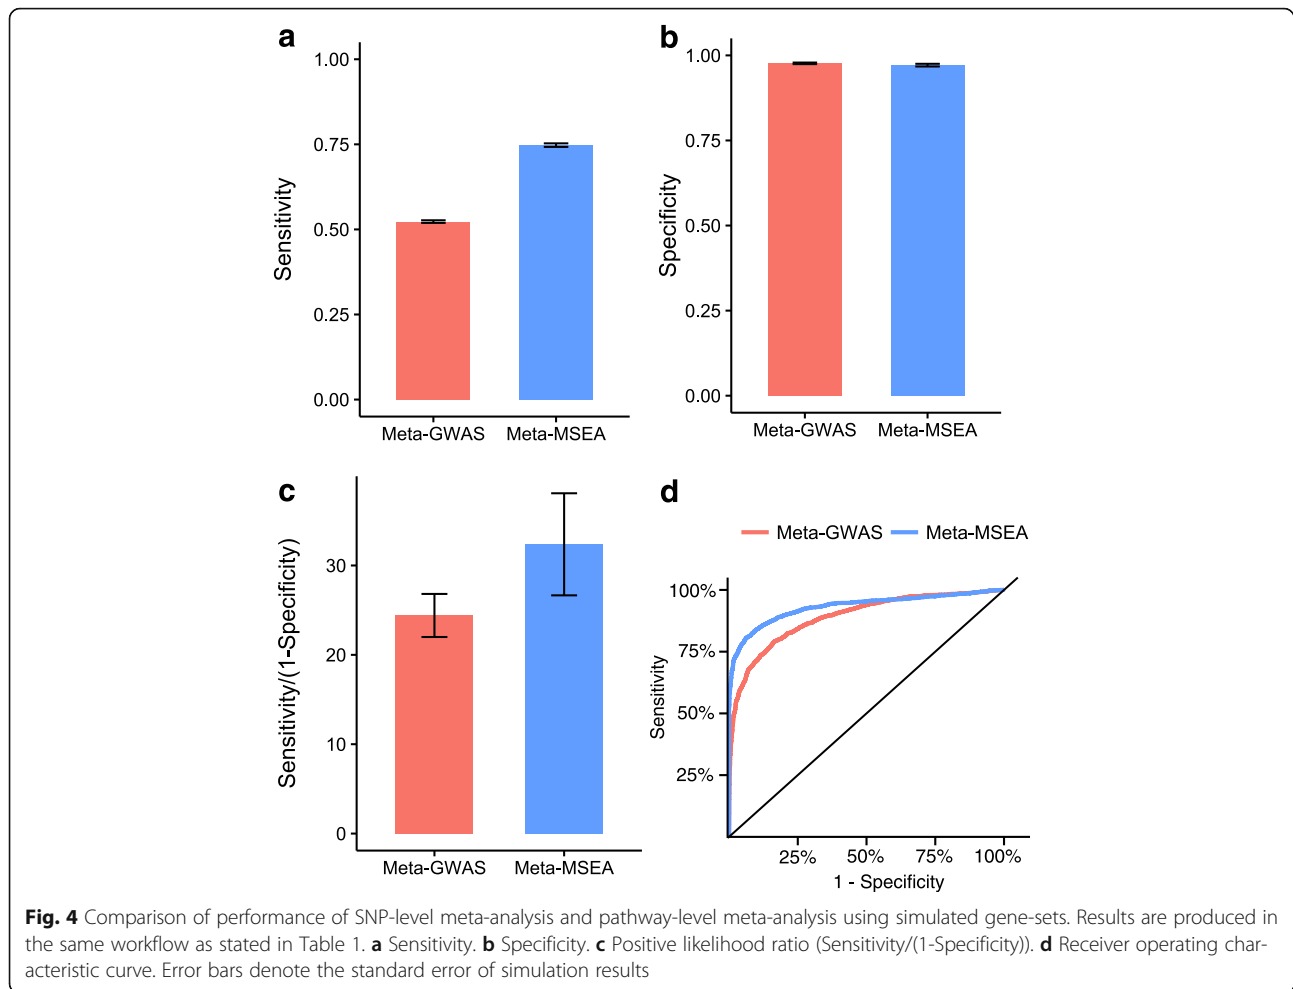 a
1.00
0.75
0.50
0.25
0.00
Sensitivity
Meta-GWAS Meta-MSEA
b
1.00
0.75
0.50
0.25
0.00
Specificity
Meta-GWAS Meta-MSEA
c
30
20
10
0
Sensitivity/(1-Specificity)
Meta-GWAS Meta-MSEA
d
Meta-GWAS Meta-MSEA
100%
75%
50%
25%
Sensitivity
25% 50% 75% 100%
1 - Specificity
Fig. 4 Comparison of performance of SNP-level meta-analysis and pathway-level meta-analysis using simulated gene-sets. Results are produced in
the same workflow as stated in Table 1. a Sensitivity. b Specificity. c Positive likelihood ratio (Sensitivity/(1-Specificity)). d Receiver operating char-
acteristic curve. Error bars denote the standard error of simulation results